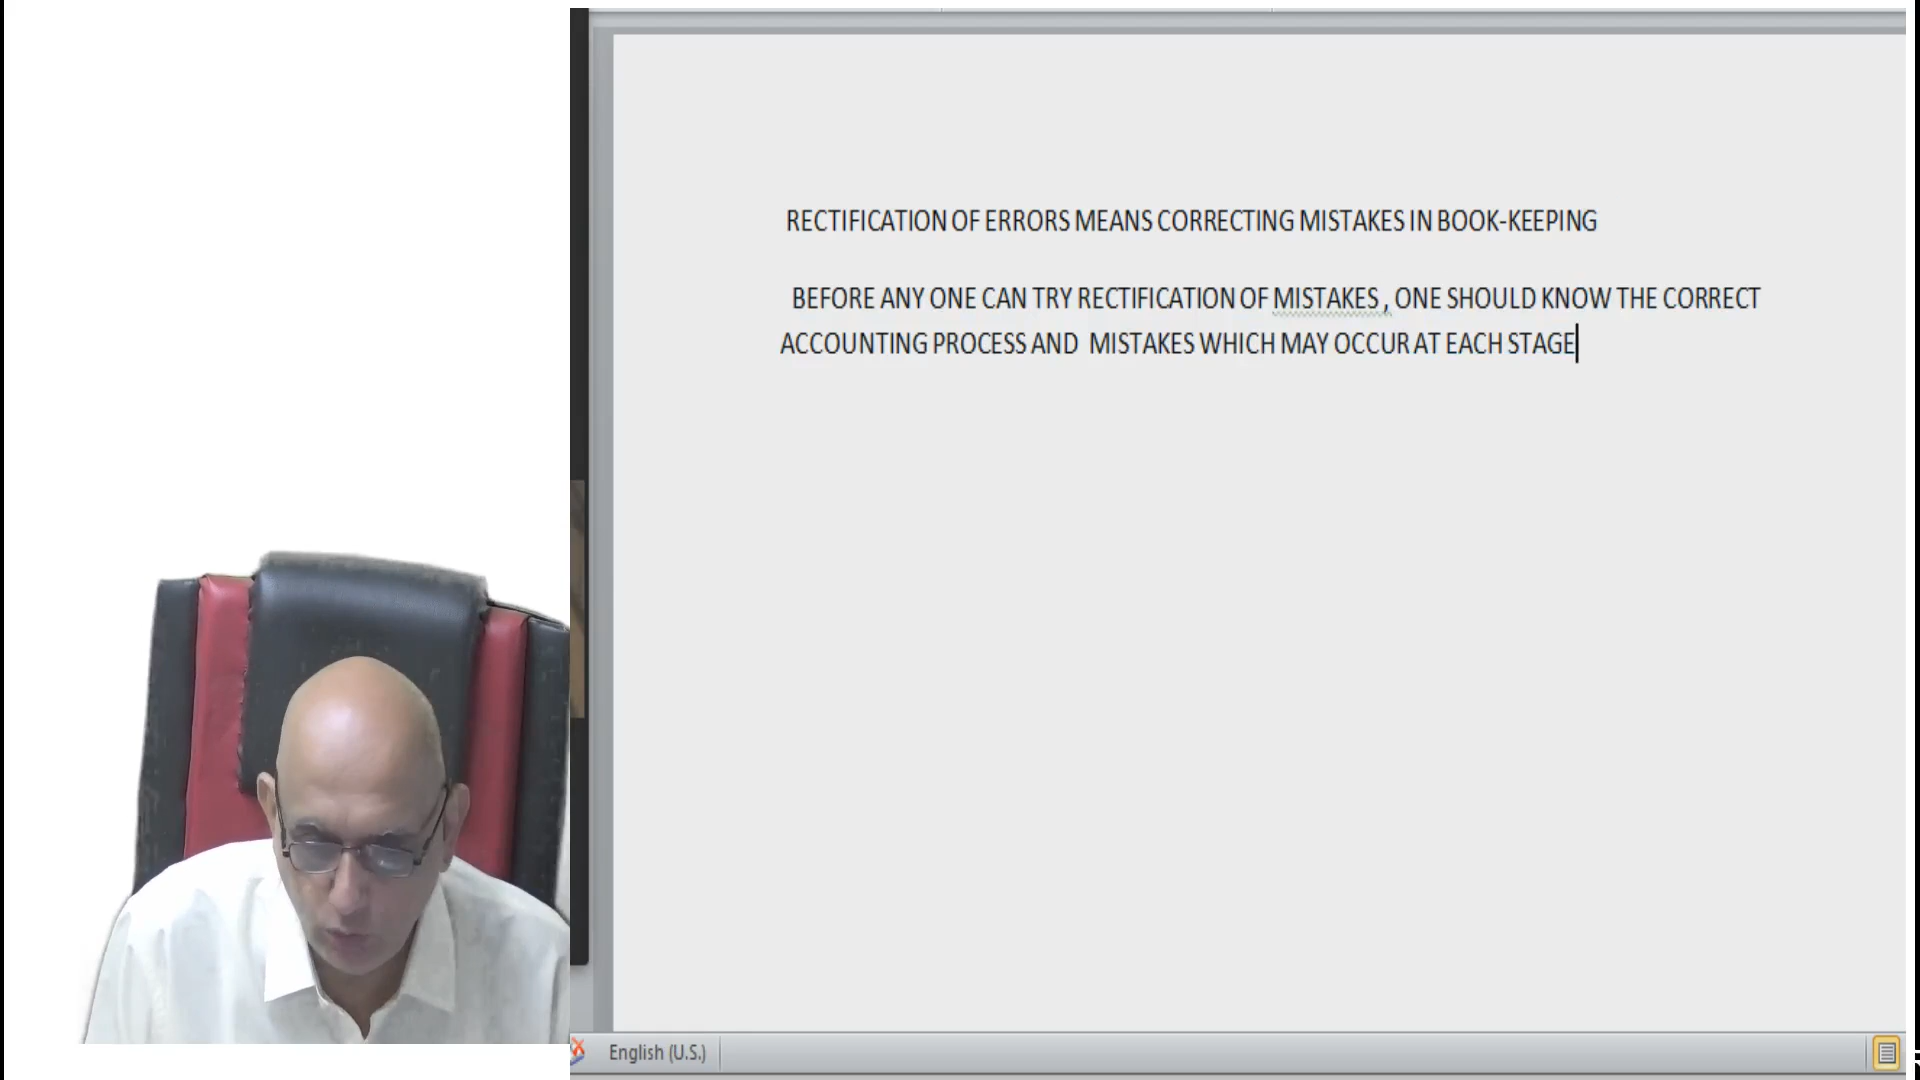 RECTIFICATION OF ERRORS MEANS CORRECTING MISTAKES IN BOOK-KEEPING
BEFORE ANY ONE CAN TRY RECTIFICATION OF MISTAKES , ONE SHOULD KNOW THE CORRECT
ACCOUNTING PROCESS AND MISTAKES WHICH MAY OCCUR AT EACH STAGE
English (U.S.)